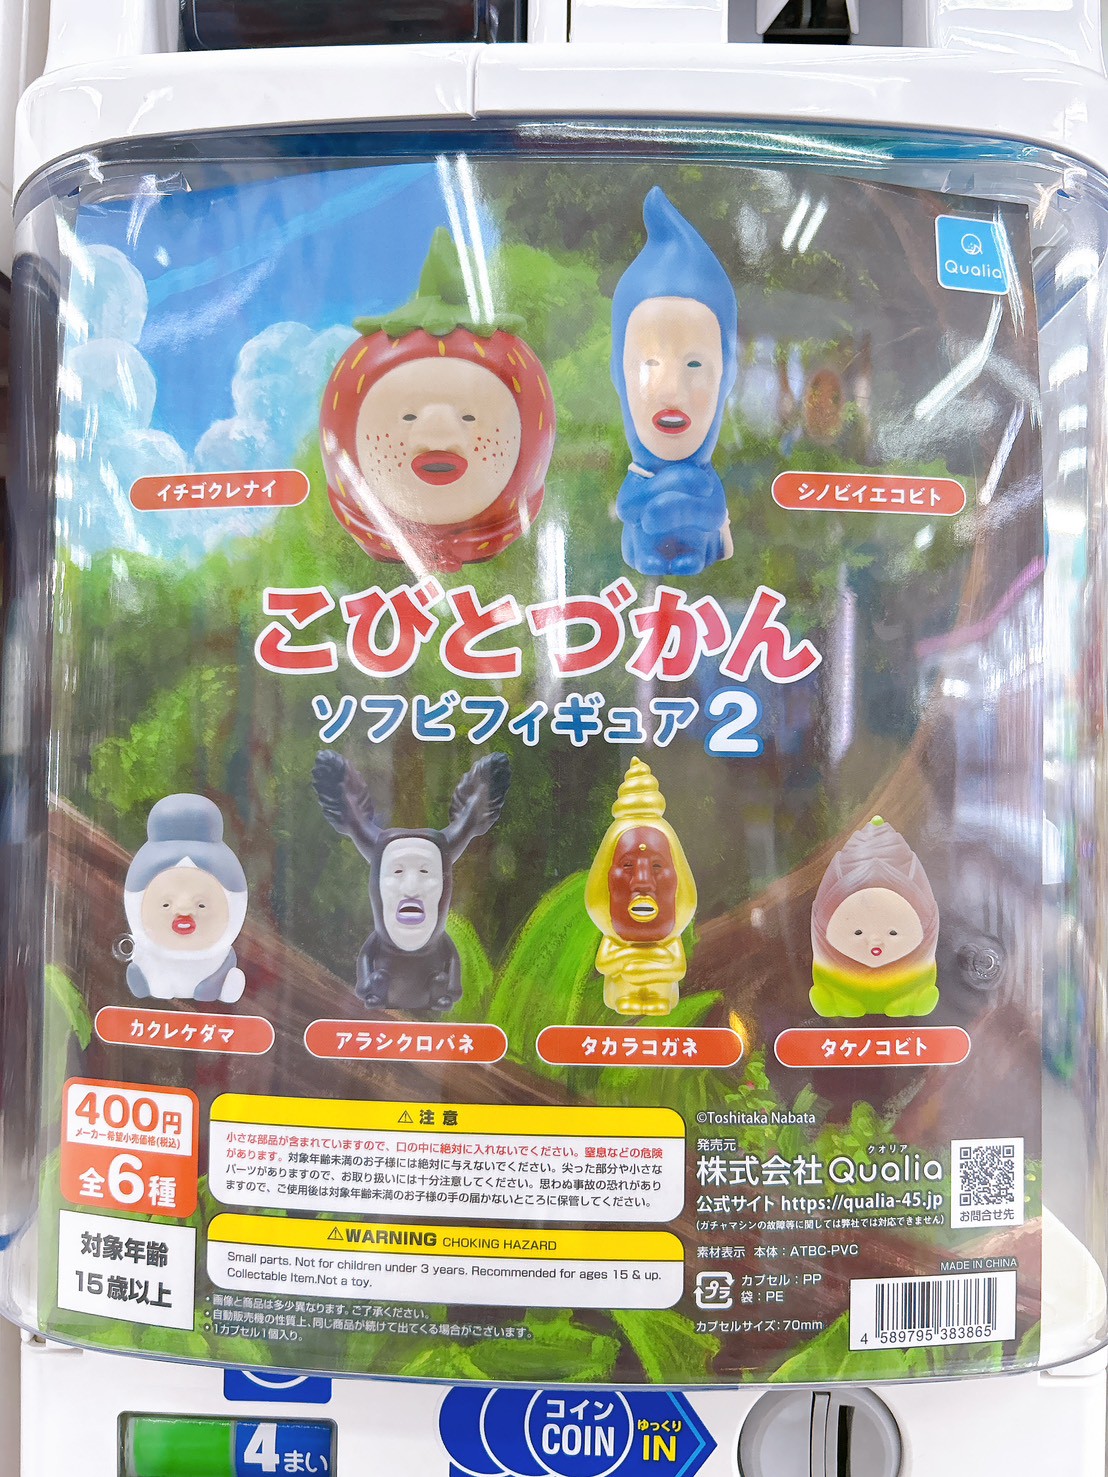 Qualia
イチゴクレナイ
シノビイエコビト
こびとづかん
ソフビフィギュア2
カクレケダマ
アラシクロバネ
タカラコガネ
タケノコビト
400円
メーカー希望小売価格(税込)
全6種
対象年齢
15歳以上
⚠注意
小さな部品が含まれていますので、口の中に絶対に入れないでください。窒息などの危険
があります。対象年齢未満のお子様には絶対に与えないでください。尖った部分や小さな
パーツがありますので、お取り扱いには十分注意してください。思わぬ事故の恐れがあり
ますので、ご使用後は対象年齢未満のお子様の手の届かないところに保管してください。
⚠WARNING CHOKING HAZARD
Small parts. Not for children under 3 years. Recommended for ages 15 & up.
Collectable Item.Not a toy.
・画像と商品は多少異なります。ご了承ください。
・自動販売機の性質上、同じ商品が続けて出てくる場合がございます。
・1カプセル1個入り。
©Toshitaka Nabata
発売元
クオリア
株式会社Qualia
公式サイト https://qualia-45.jp
(ガチャマシンの故障等に関しては弊社では対応できません)
お問合せ先
素材表示 本体:ATBC-PVC
プラ
カプセル:PP
袋:PE
カプセルサイズ:70mm
MADE IN CHINA
4 589795 383865
4まい
コイン
COIN
ゆっくり
IN